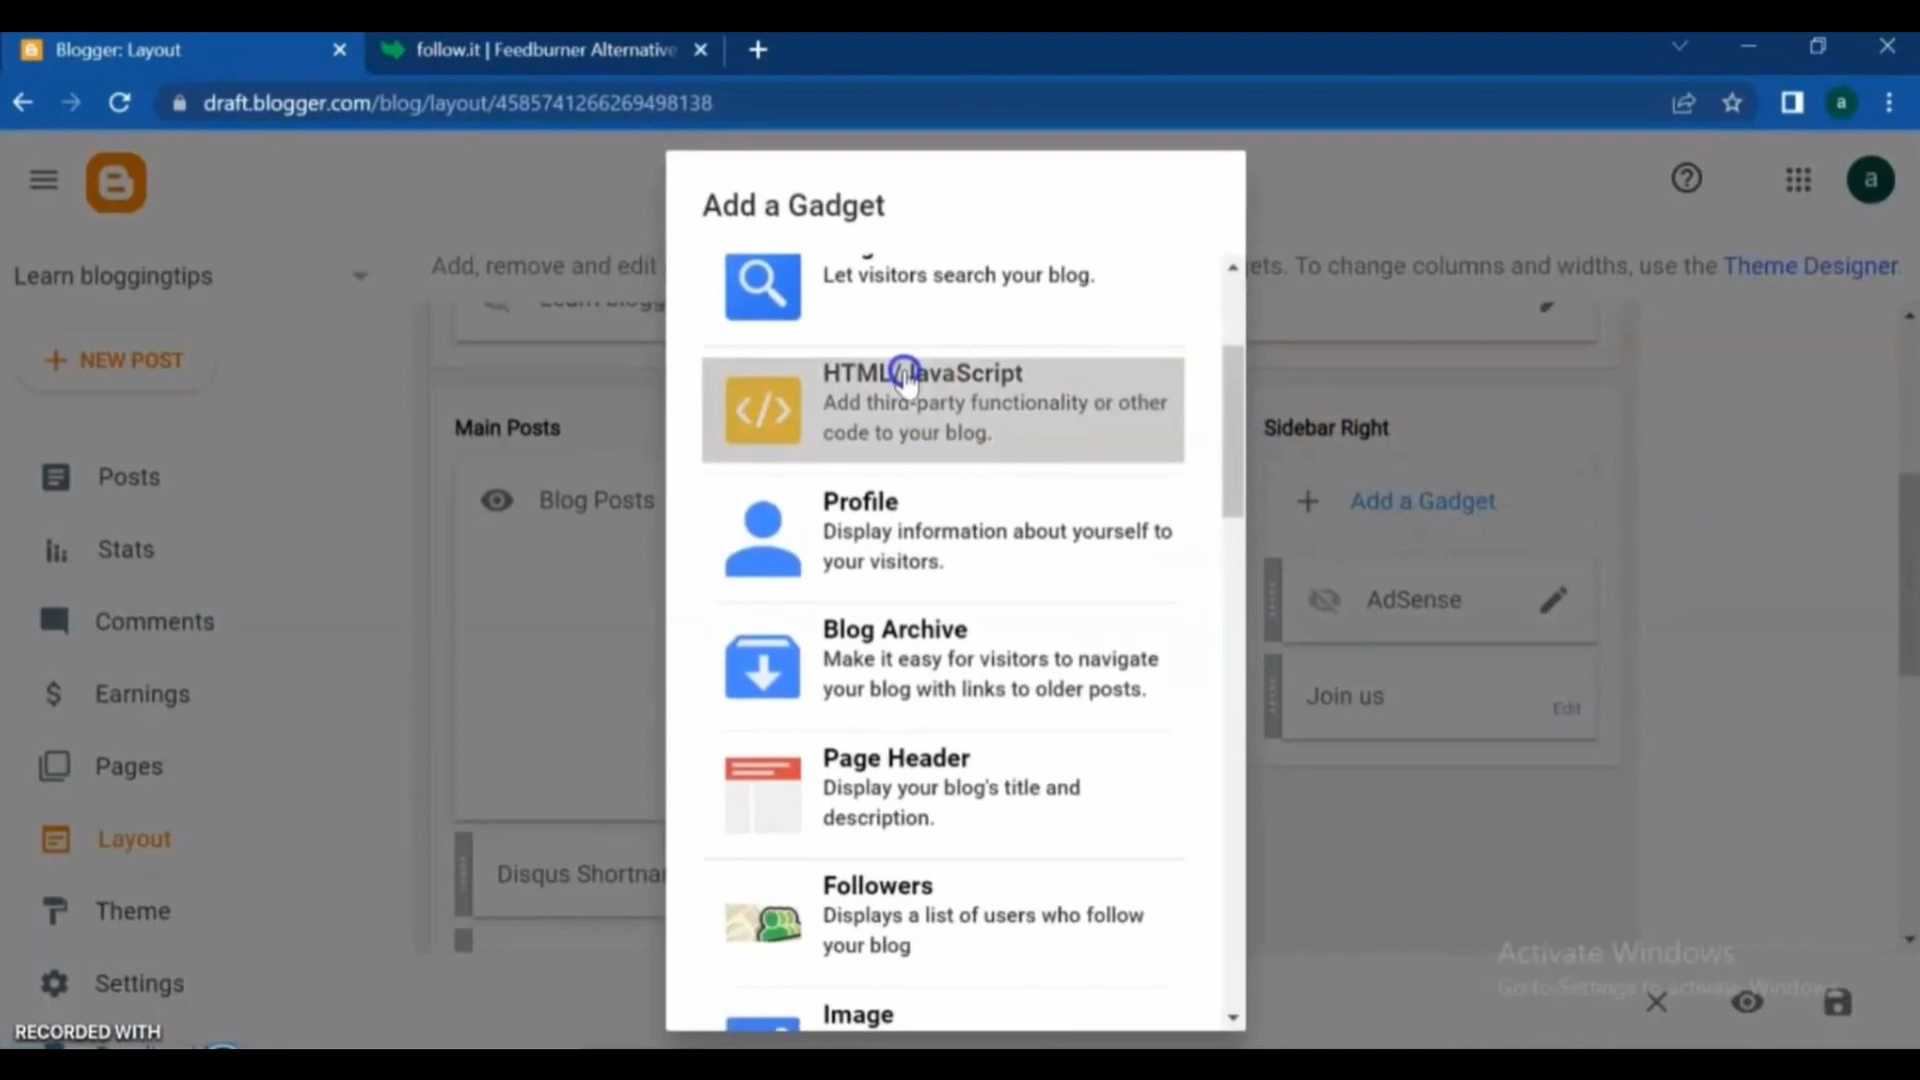 Blogger: Layout
follow.it | Feedburner Alternative
draft.blogger.com/blog/layout/4585741266269498138
a
a
Add a Gadget
Learn bloggingtips
Add, remove and edit
ets. To change columns and widths, use the Theme Designer.
Let visitors search your blog.
NEW POST
HTML/JavaScript
Add third-party functionality or other
code to your blog.
Main Posts
Sidebar Right
Posts
Blog Posts
Profile
Display information about yourself to
your visitors.
Add a Gadget
Stats
AdSense
Comments
Blog Archive
Make it easy for visitors to navigate
your blog with links to older posts.
Earnings
Join us
Edit
Pages
Page Header
Display your blog's title and
description.
Layout
Disqus Shortna
Followers
Displays a list of users who follow
your blog
Theme
Activate Windows
Go to Settings to activate Windows
Settings
Image
RECORDED WITH